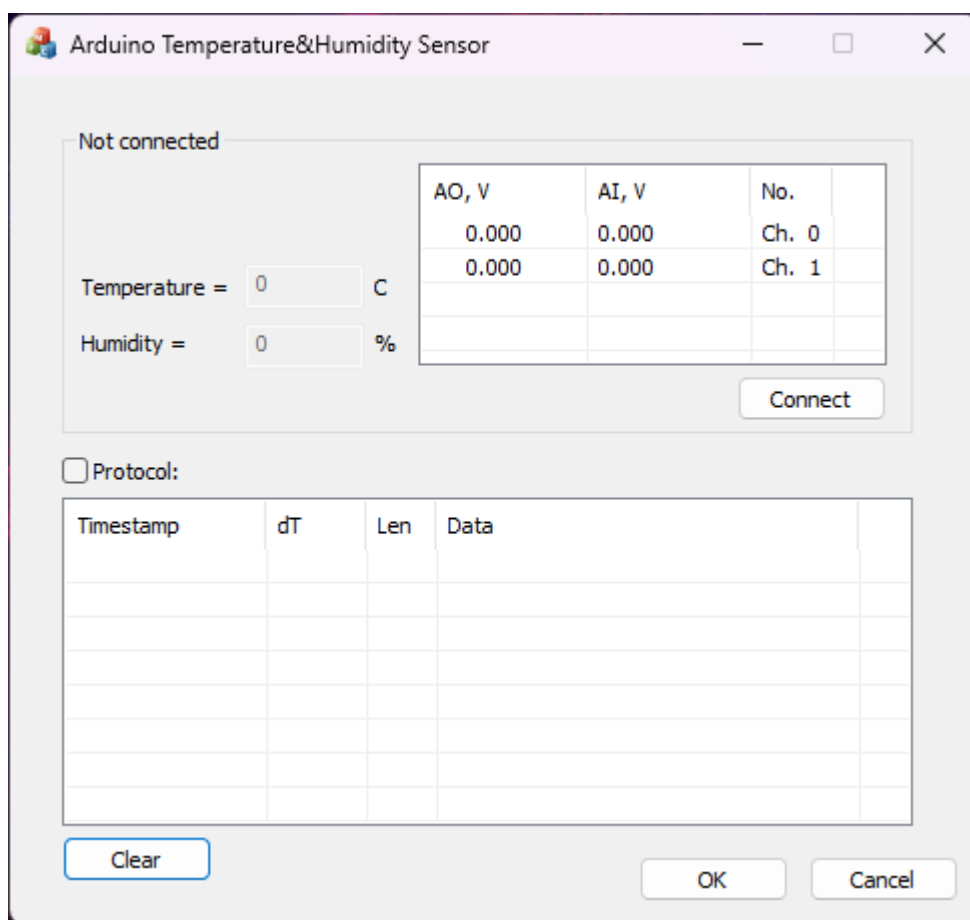 Arduino Temperature&Humidity Sensor
Not connected
AO, V AI, V No.
0.000 0.000 Ch. 0
0.000 0.000 Ch. 1
Temperature = 0 C
Humidity = 0 %
Connect
Protocol:
Timestamp dT Len Data
Clear
OK Cancel